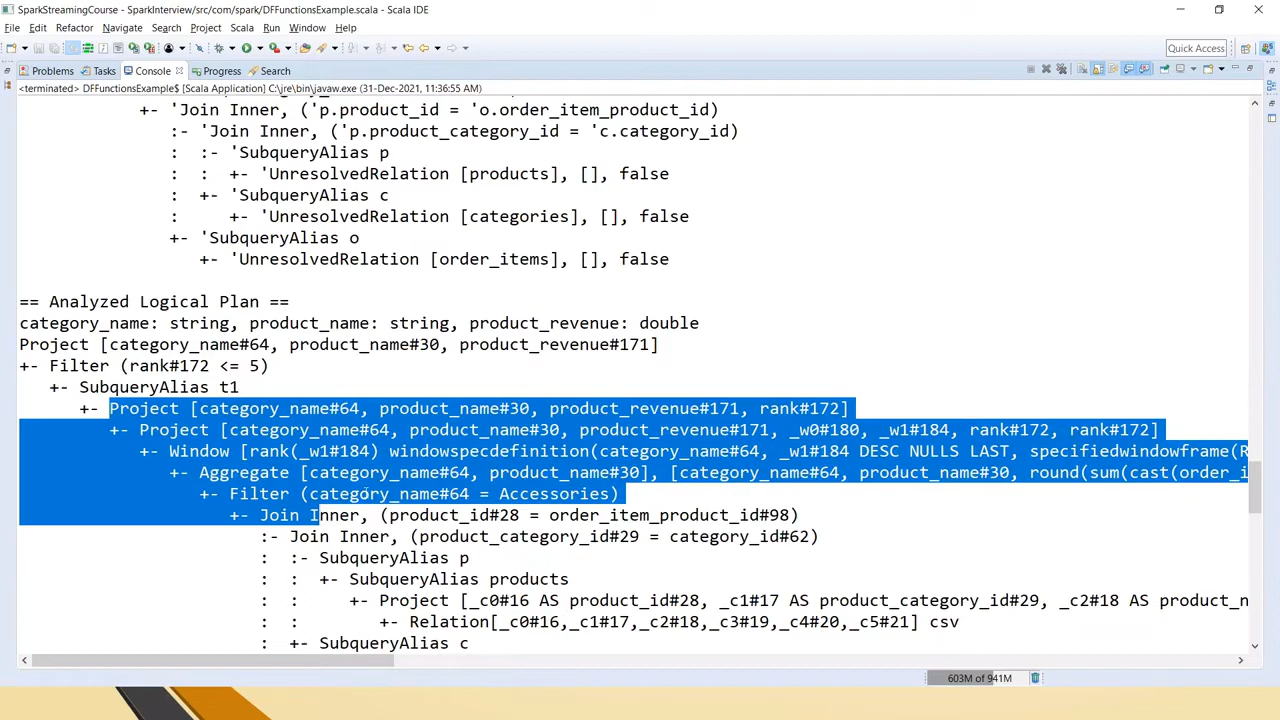 SparkStreamingCourse - SparkInterview/src/com/spark/DFFunctionsExample.scala - Scala IDE
File Edit Refactor Navigate Search Project Scala Run Window Help
Quick Access
Problems Tasks Console Progress Search
<terminated> DFFunctionsExample$ [Scala Application] C:\jre\bin\javaw.exe (31-Dec-2021, 11:36:55 AM)
+- 'Join Inner, ('p.product_id = 'o.order_item_product_id)
:- 'Join Inner, ('p.product_category_id = 'c.category_id)
: :- 'SubqueryAlias p
: : +- 'UnresolvedRelation [products], [], false
: +- 'SubqueryAlias c
: +- 'UnresolvedRelation [categories], [], false
+- 'SubqueryAlias o
+- 'UnresolvedRelation [order_items], [], false
== Analyzed Logical Plan ==
category_name: string, product_name: string, product_revenue: double
Project [category_name#64, product_name#30, product_revenue#171]
+- Filter (rank#172 <= 5)
+- SubqueryAlias t1
+- Project [category_name#64, product_name#30, product_revenue#171, rank#172]
+- Project [category_name#64, product_name#30, product_revenue#171, _w0#180, _w1#184, rank#172, rank#172]
+- Window [rank(_w1#184) windowspecdefinition(category_name#64, _w1#184 DESC NULLS LAST, specifiedwindowframe(R
+- Aggregate [category_name#64, product_name#30], [category_name#64, product_name#30, round(sum(cast(order_i
+- Filter (category_name#64 = Accessories)
+- Join Inner, (product_id#28 = order_item_product_id#98)
:- Join Inner, (product_category_id#29 = category_id#62)
: :- SubqueryAlias p
: : +- SubqueryAlias products
: : +- Project [_c0#16 AS product_id#28, _c1#17 AS product_category_id#29, _c2#18 AS product_n
: : +- Relation[_c0#16,_c1#17,_c2#18,_c3#19,_c4#20,_c5#21] csv
: +- SubqueryAlias c
603M of 941M